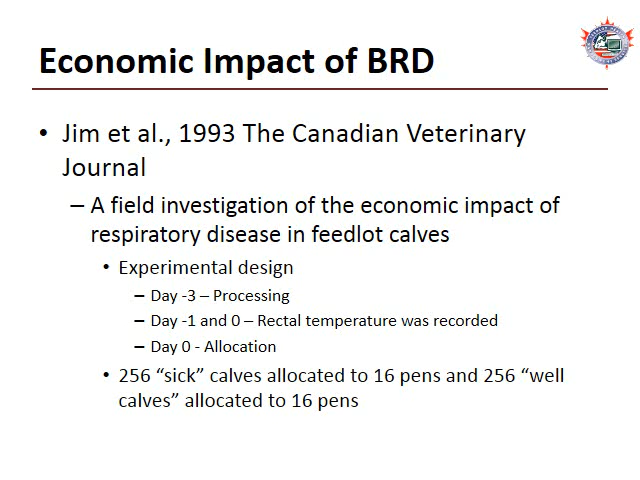 Economic Impact of BRD
• Jim et al., 1993 The Canadian Veterinary
Journal
– A field investigation of the economic impact of
respiratory disease in feedlot calves
• Experimental design
– Day -3 – Processing
– Day -1 and 0 – Rectal temperature was recorded
– Day 0 - Allocation
• 256 “sick” calves allocated to 16 pens and 256 “well
calves” allocated to 16 pens